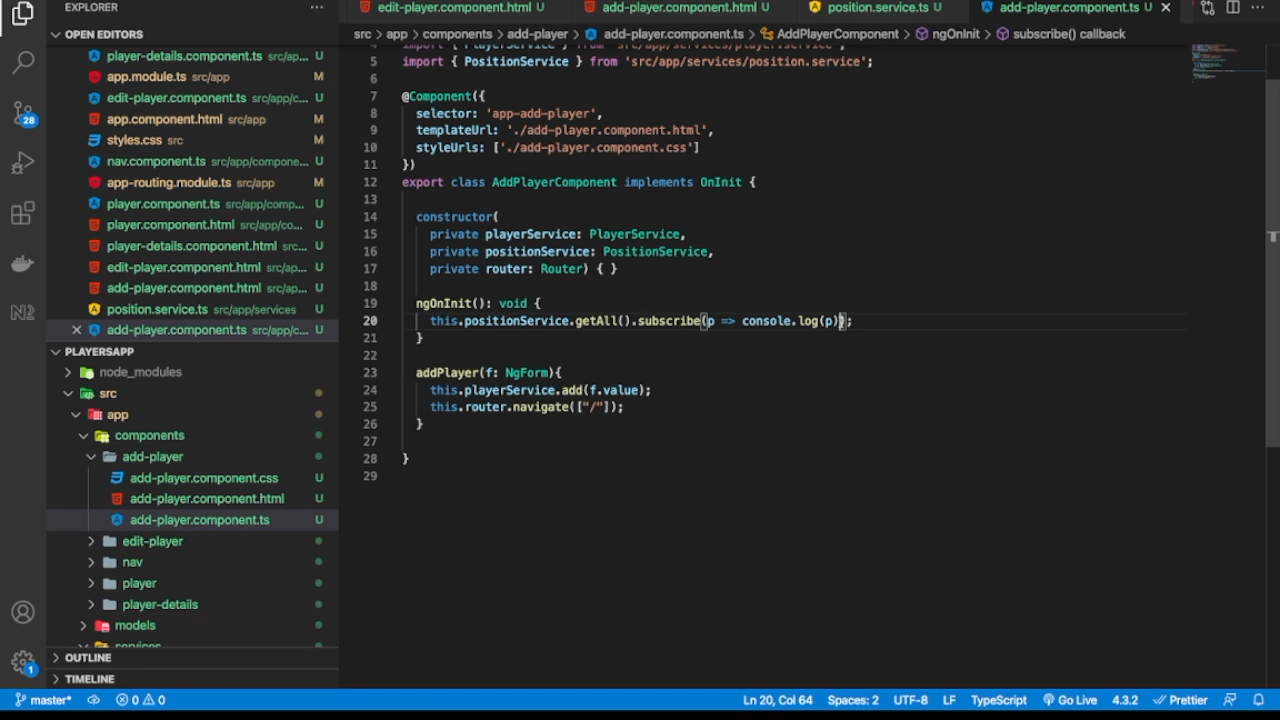 EXPLORER
edit-player.component.html U
add-player.component.html U
position.service.ts U
add-player.component.ts U
OPEN EDITORS
player-details.component.ts src/ap... U
app.module.ts src/app M
edit-player.component.ts src/app/c... U
app.component.html src/app M
styles.css src M
nav.component.ts src/app/compone... U
app-routing.module.ts src/app M
player.component.ts src/app/comp... U
player.component.html src/app/co... U
player-details.component.html src... U
edit-player.component.html src/ap... U
add-player.component.html src/ap... U
position.service.ts src/app/services U
add-player.component.ts src/app/c... U
PLAYERSAPP
node_modules
src
app
components
add-player
add-player.component.css U
add-player.component.html U
add-player.component.ts U
edit-player
nav
player
player-details
models
services
OUTLINE
TIMELINE
28
1
src > app > components > add-player > add-player.component.ts > AddPlayerComponent > ngOnInit > subscribe() callback
4 import { PlayerService } from 'src/app/services/player.service';
5 import { PositionService } from 'src/app/services/position.service';
6
7 @Component({
8 selector: 'app-add-player',
9 templateUrl: './add-player.component.html',
10 styleUrls: ['./add-player.component.css']
11 })
12 export class AddPlayerComponent implements OnInit {
13
14 constructor(
15 private playerService: PlayerService,
16 private positionService: PositionService,
17 private router: Router) { }
18
19 ngOnInit(): void {
20 this.positionService.getAll().subscribe(p => console.log(p));
21 }
22
23 addPlayer(f: NgForm){
24 this.playerService.add(f.value);
25 this.router.navigate(["/"]);
26 }
27
28 }
29
master* 0 0 Ln 20, Col 64 Spaces: 2 UTF-8 LF TypeScript Go Live 4.3.2 Prettier